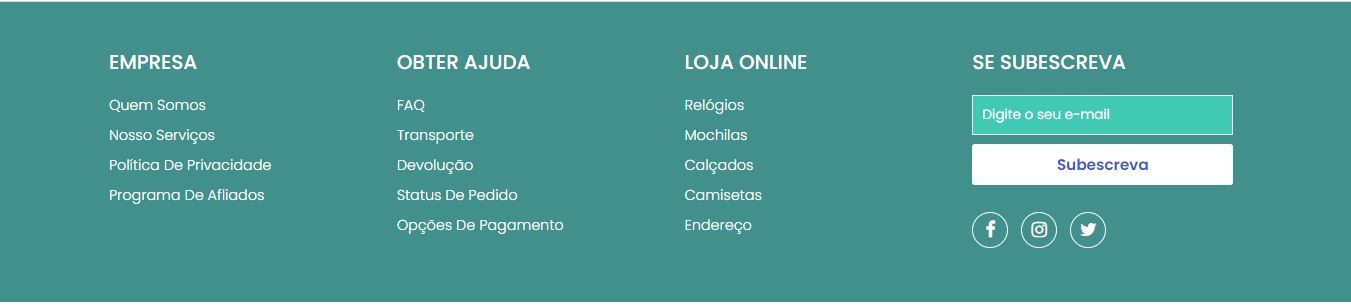 EMPRESA
Quem Somos
Nosso Serviços
Política De Privacidade
Programa De Afliados
OBTER AJUDA
FAQ
Transporte
Devolução
Status De Pedido
Opções De Pagamento
LOJA ONLINE
Relógios
Mochilas
Calçados
Camisetas
Endereço
SE SUBESCREVA
Digite o seu e-mail
Subescreva